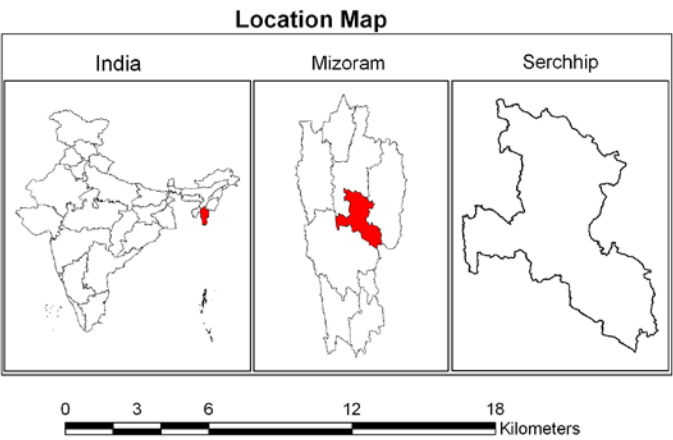 Location Map
India
Mizoram
Serchhip
0 3 6 12 18
Kilometers